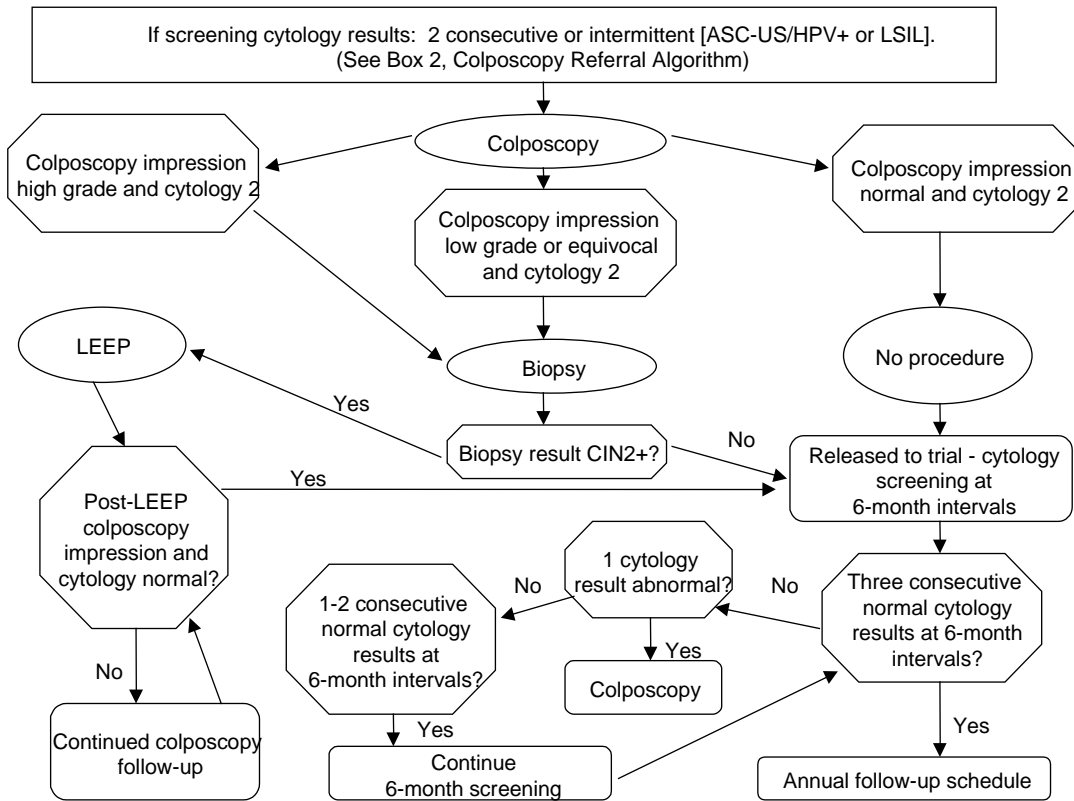 If screening cytology results: 2 consecutive or intermittent [ASC-US/HPV+ or LSIL].
(See Box 2, Colposcopy Referral Algorithm)
Colposcopy
Colposcopy impression
high grade and cytology 2
Colposcopy impression
low grade or equivocal
and cytology 2
Colposcopy impression
normal and cytology 2
LEEP
Biopsy
No procedure
Yes
Biopsy result CIN2+?
No
Released to trial - cytology
screening at
6-month intervals
Yes
Post-LEEP
colposcopy
impression and
cytology normal?
1 cytology
result abnormal?
No
No
Three consecutive
normal cytology
results at 6-month
intervals?
1-2 consecutive
normal cytology
results at
6-month intervals?
Yes
Colposcopy
No
Continued colposcopy
follow-up
Yes
Continue
6-month screening
Yes
Annual follow-up schedule